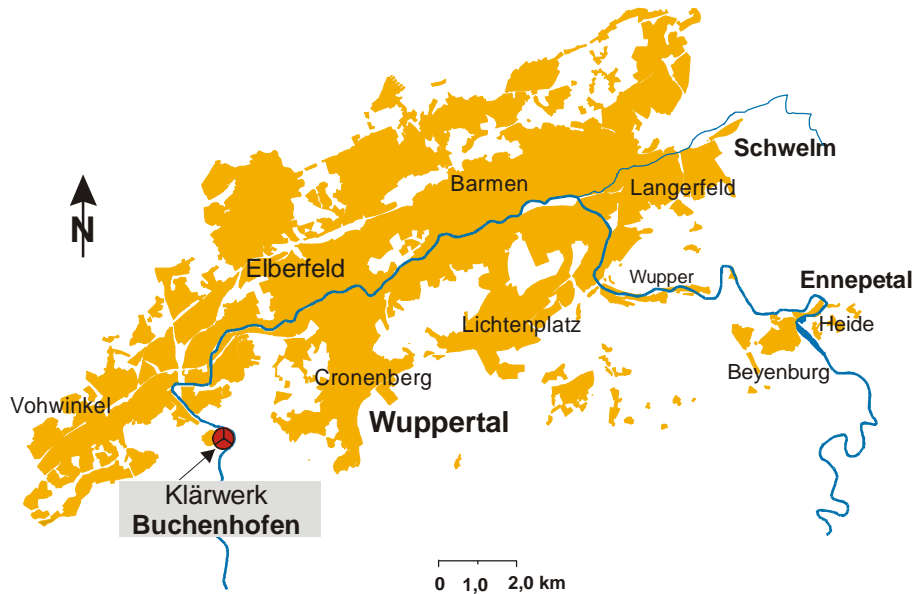 Schwelm
Barmen
Langerfeld
N
Elberfeld
Wupper
Ennepetal
Lichtenplatz
Heide
Cronenberg
Beyenburg
Vohwinkel
Wuppertal
Klärwerk
Buchenhofen
0 1,0 2,0 km